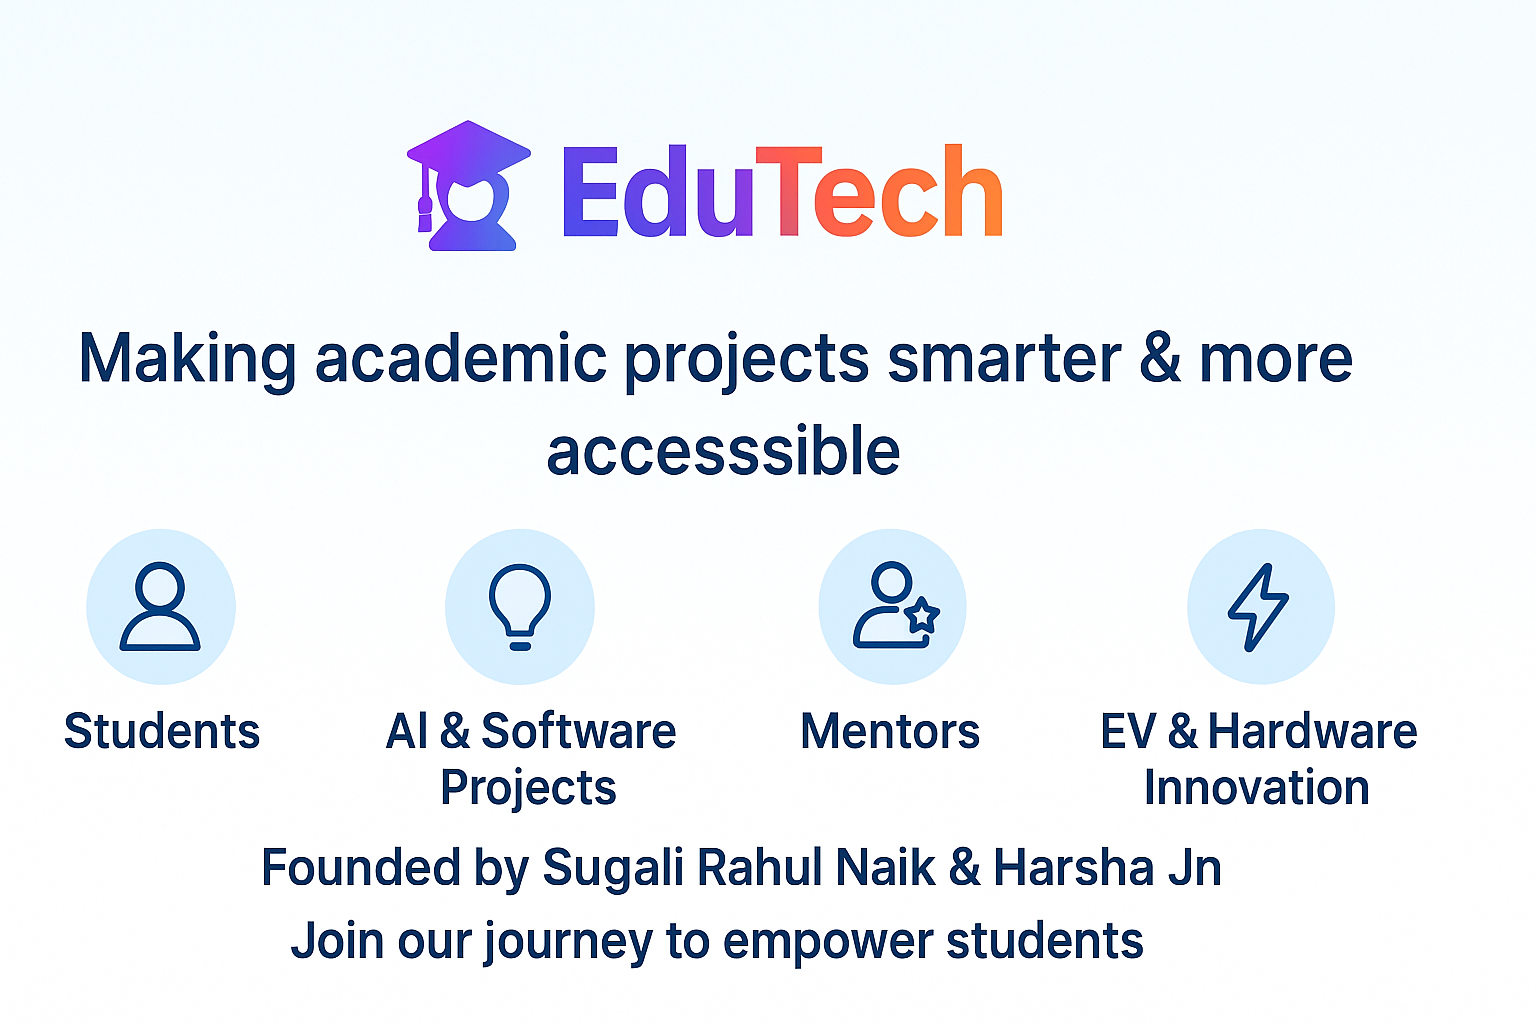 EduTech
Making academic projects smarter & more
accesssible
Students
AI & Software
Projects
Mentors
EV & Hardware
Innovation
Founded by Sugali Rahul Naik & Harsha Jn
Join our journey to empower students